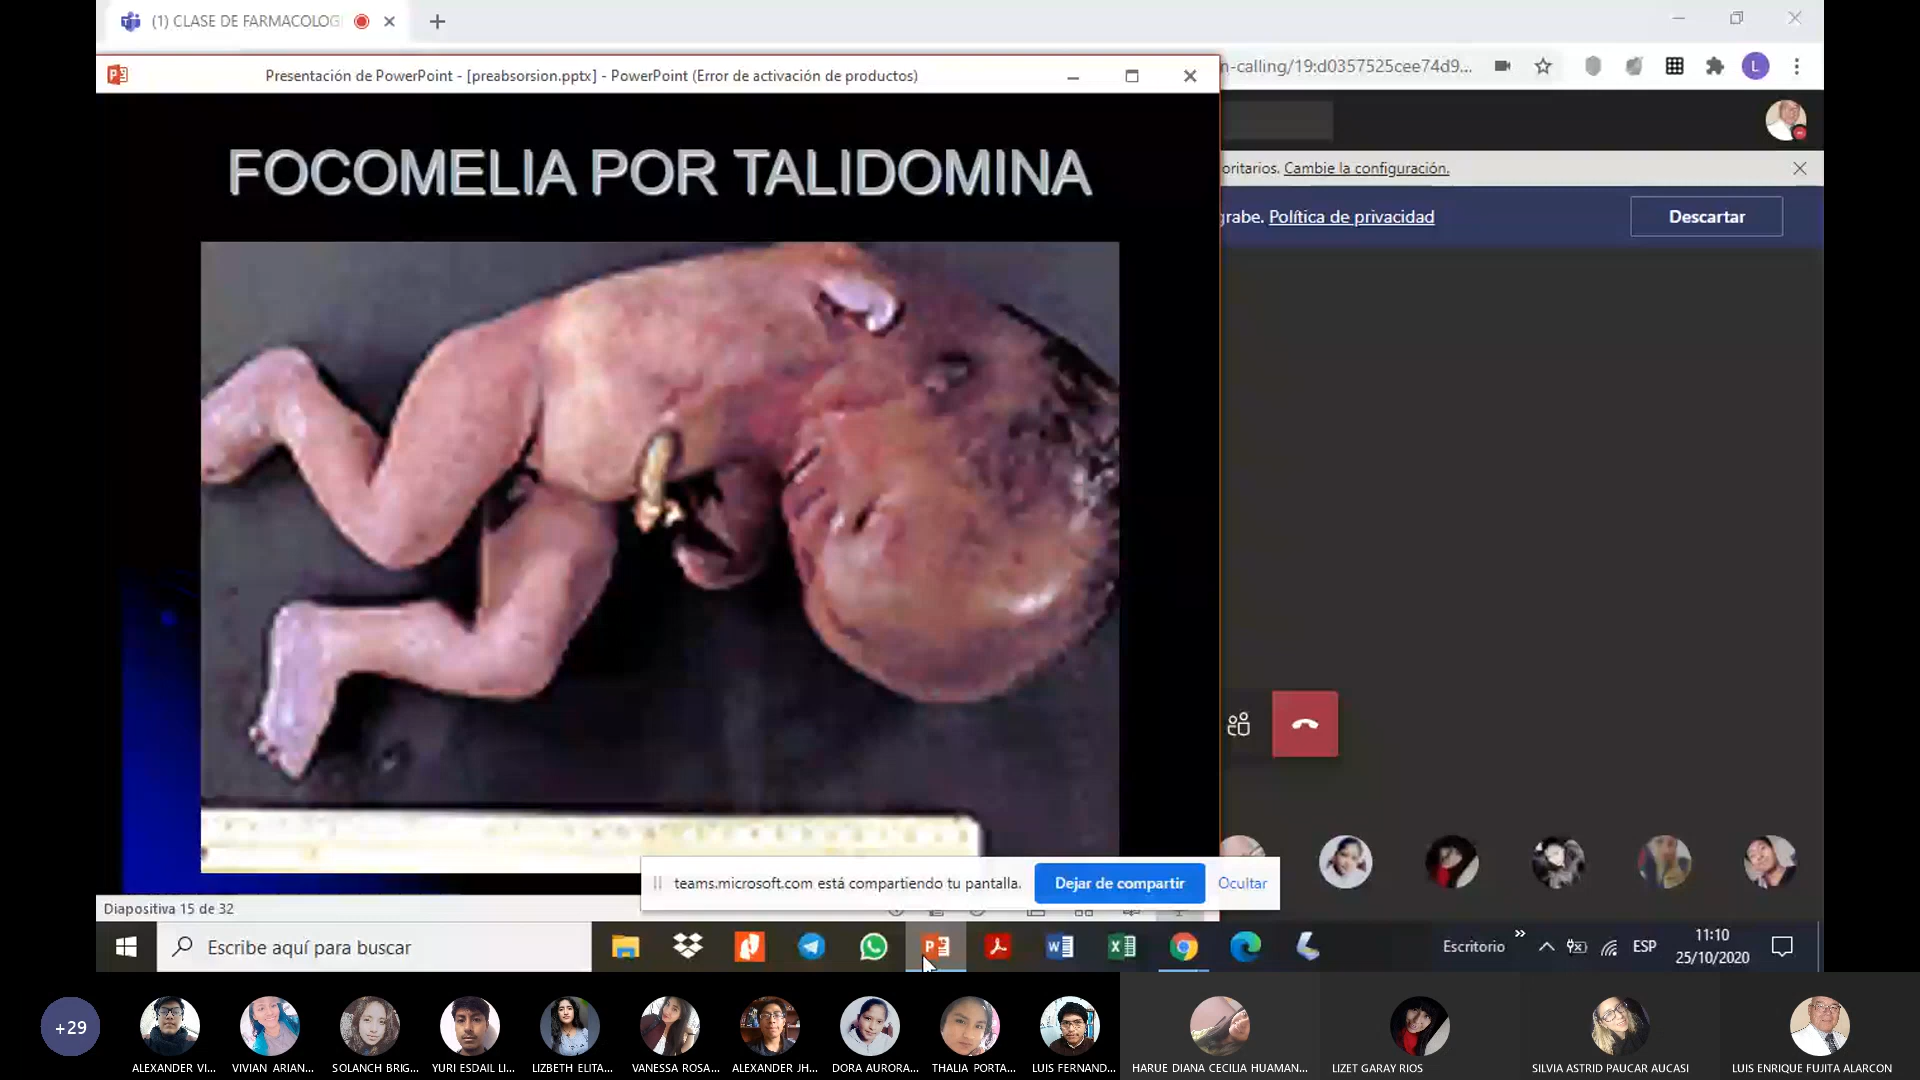 (1) CLASE DE FARMACOLOGI
Presentación de PowerPoint - [preabsorsion.pptx] - PowerPoint (Error de activación de productos)
n-calling/19:d0357525cee74d9...
L
FOCOMELIA POR TALIDOMINA
oritarios. Cambie la configuración.
grabe. Política de privacidad
Descartar
teams.microsoft.com está compartiendo tu pantalla.
Dejar de compartir
Ocultar
Diapositiva 15 de 32
Escribe aquí para buscar
Escritorio
ESP
11:10
25/10/2020
+29
ALEXANDER VI...
VIVIAN ARIAN...
SOLANCH BRIG...
YURI ESDAIL LI...
LIZBETH ELITA...
VANESSA ROSA...
ALEXANDER JH...
DORA AURORA...
THALIA PORTA...
LUIS FERNAND...
HARUE DIANA CECILIA HUAMAN...
LIZET GARAY RIOS
SILVIA ASTRID PAUCAR AUCASI
LUIS ENRIQUE FUJITA ALARCON